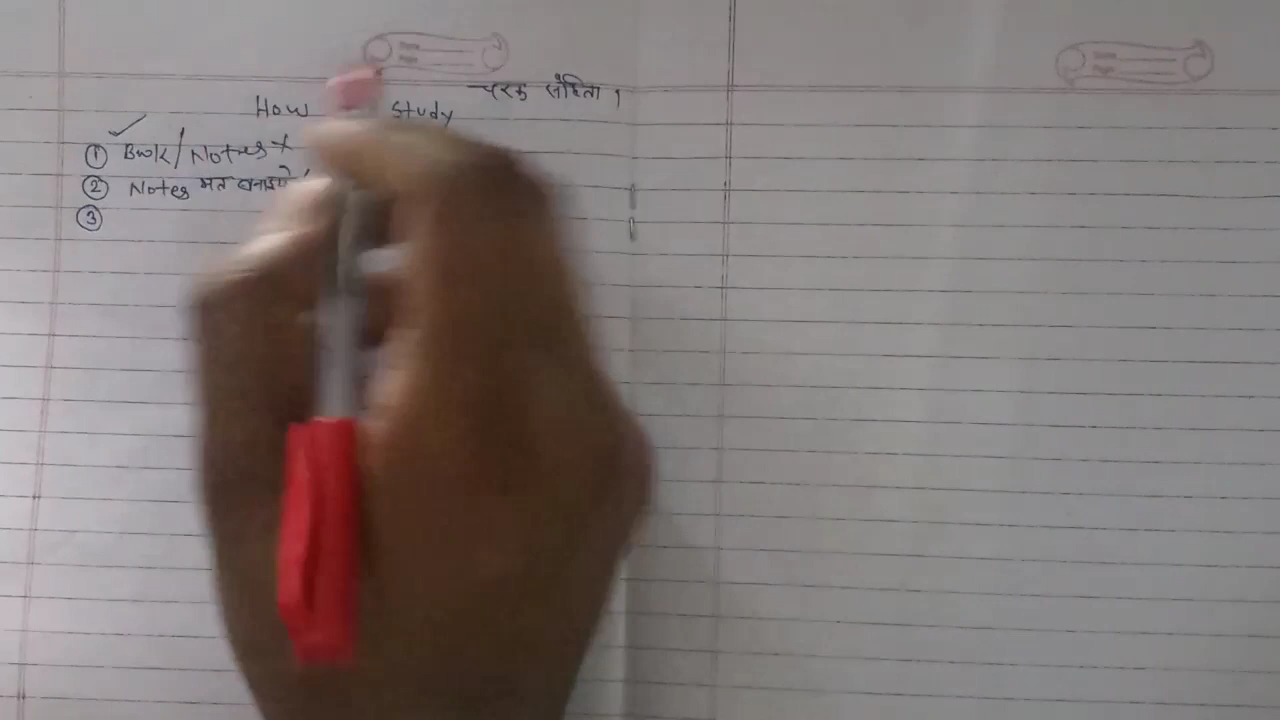 चरक संहिता ।
How Study
① Book/Notes x
② Notes मत बनाइये
③